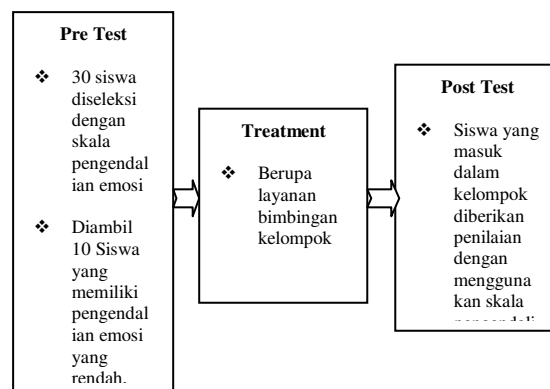 Pre Test
❖ 30 siswa
diseleksi
dengan
skala
pengendal
ian emosi
❖ Diambil
10 Siswa
yang
memiliki
pengendal
ian emosi
yang
rendah.
Treatment
❖ Berupa
layanan
bimbingan
kelompok
Post Test
❖ Siswa yang
masuk
dalam
kelompok
diberikan
penilaian
dengan
mengguna
kan skala